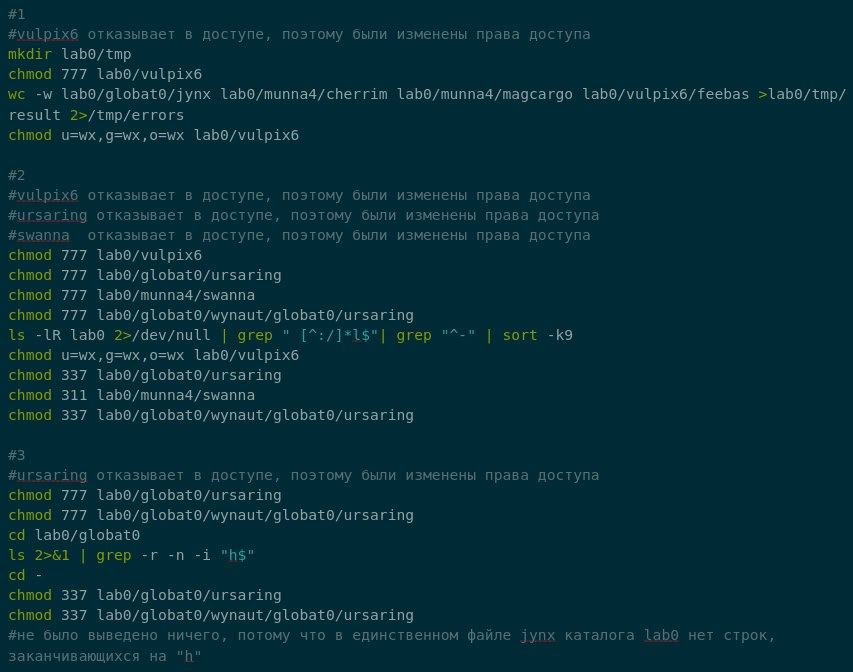 #1
#vulpix6 отказывает в доступе, поэтому были изменены права доступа
mkdir lab0/tmp
chmod 777 lab0/vulpix6
wc -w lab0/globat0/jynx lab0/munna4/cherrim lab0/munna4/magcargo lab0/vulpix6/feebas >lab0/tmp/
result 2>/tmp/errors
chmod u=wx,g=wx,o=wx lab0/vulpix6
#2
#vulpix6 отказывает в доступе, поэтому были изменены права доступа
#ursaring отказывает в доступе, поэтому были изменены права доступа
#swanna  отказывает в доступе, поэтому были изменены права доступа
chmod 777 lab0/vulpix6
chmod 777 lab0/globat0/ursaring
chmod 777 lab0/munna4/swanna
chmod 777 lab0/globat0/wynaut/globat0/ursaring
ls -lR lab0 2>/dev/null | grep " [^:/]*l$"| grep "^-" | sort -k9
chmod u=wx,g=wx,o=wx lab0/vulpix6
chmod 337 lab0/globat0/ursaring
chmod 311 lab0/munna4/swanna
chmod 337 lab0/globat0/wynaut/globat0/ursaring
#3
#ursaring отказывает в доступе, поэтому были изменены права доступа
chmod 777 lab0/globat0/ursaring
chmod 777 lab0/globat0/wynaut/globat0/ursaring
cd lab0/globat0
ls 2>&1 | grep -r -n -i "h$"
cd -
chmod 337 lab0/globat0/ursaring
chmod 337 lab0/globat0/wynaut/globat0/ursaring
#не было выведено ничего, потому что в единственном файле jynx каталога lab0 нет строк,
заканчивающихся на "h"